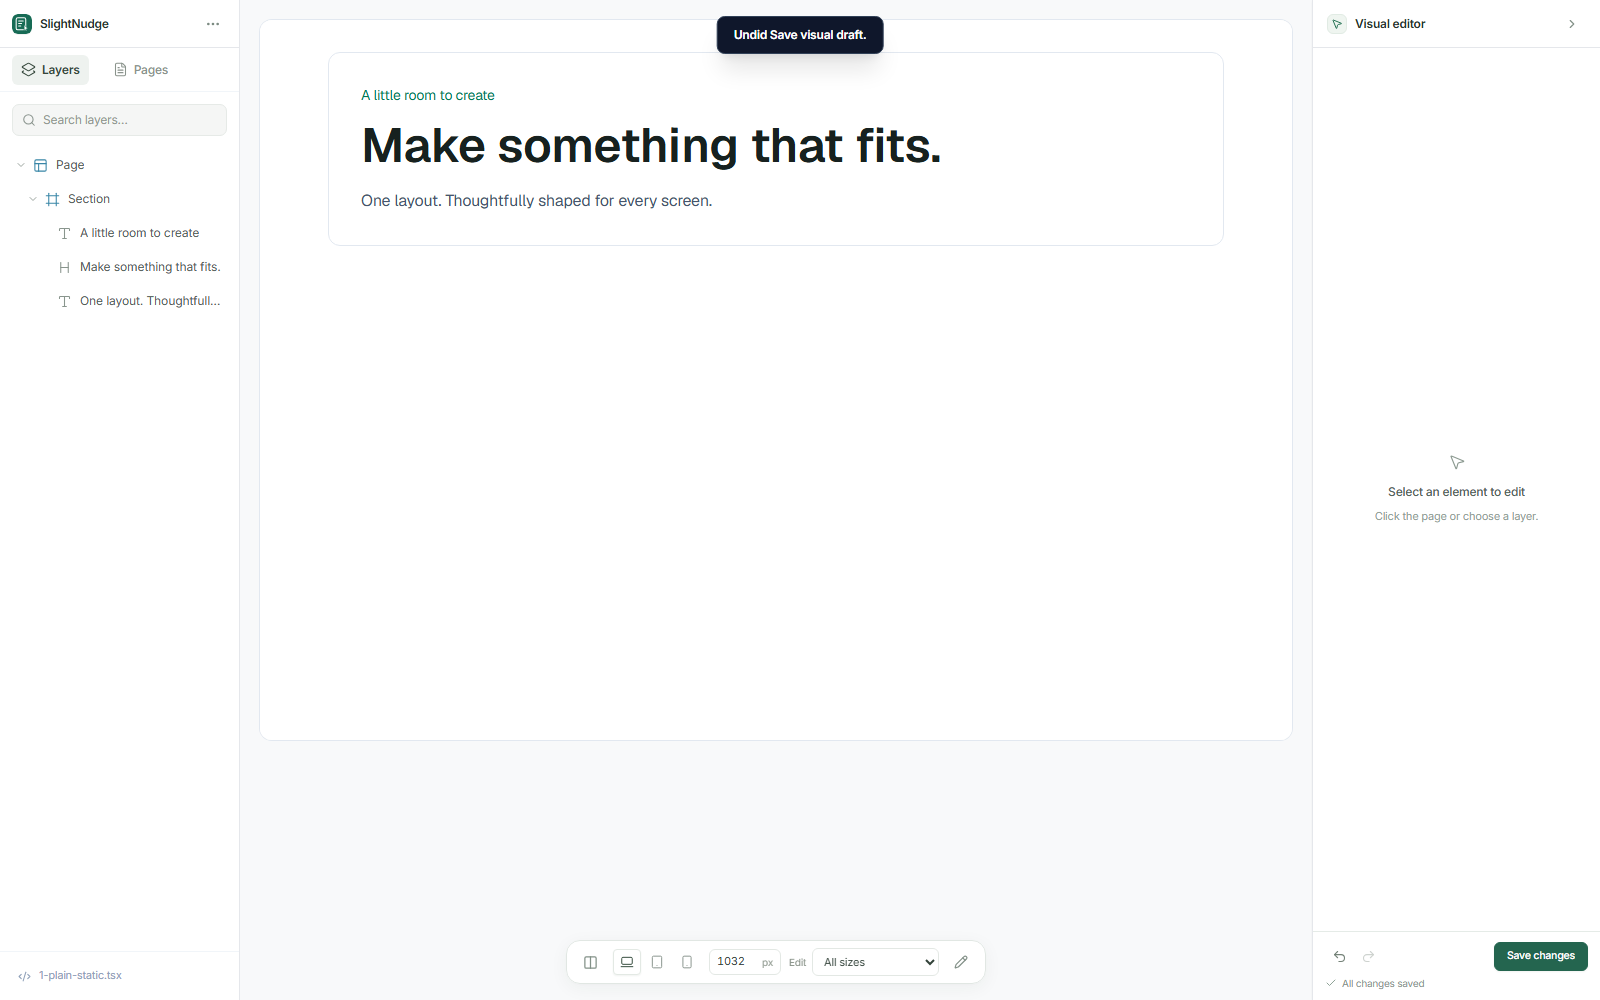 SlightNudge
Layers
Pages
Search layers...
Page
Section
A little room to create
Make something that fits.
One layout. Thoughtfull...
1-plain-static.tsx
Undid Save visual draft.
A little room to create
Make something that fits.
One layout. Thoughtfully shaped for every screen.
1032 px
Edit
All sizes
Visual editor
Select an element to edit
Click the page or choose a layer.
Save changes
All changes saved